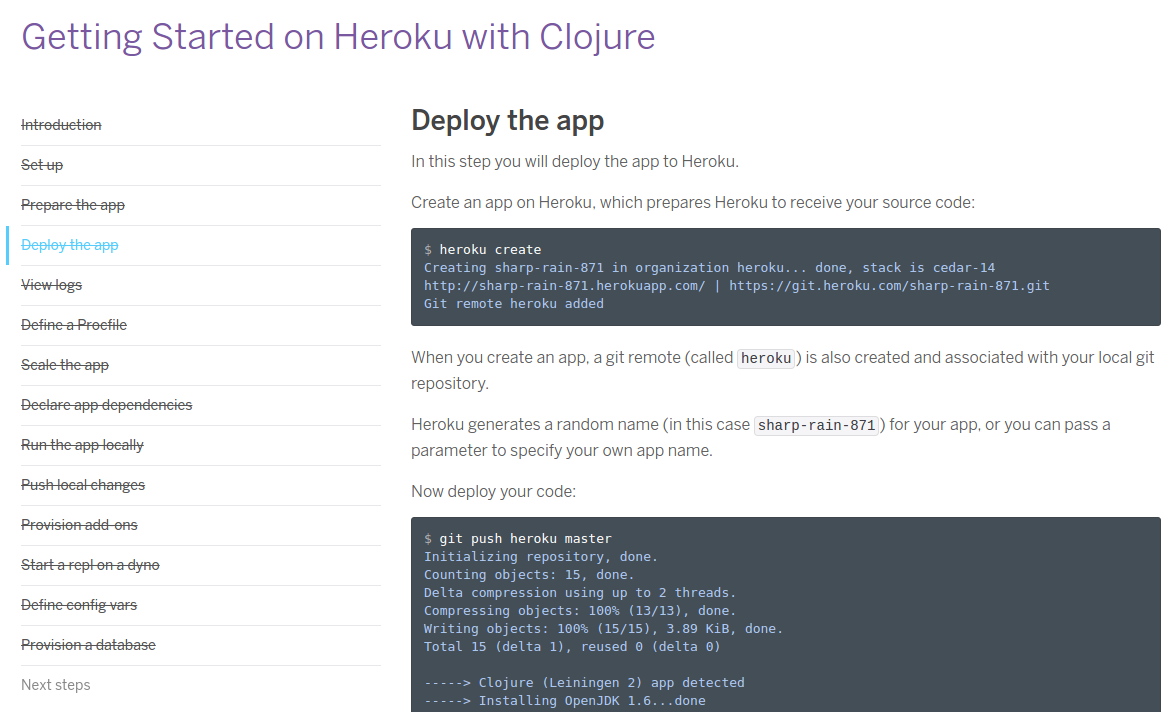 Getting Started on Heroku with Clojure
Introduction
Set up
Prepare the app
Deploy the app
View logs
Define a Procfile
Scale the app
Declare app dependencies
Run the app locally
Push local changes
Provision add-ons
Start a repl on a dyno
Define config vars
Provision a database
Next steps
Deploy the app
In this step you will deploy the app to Heroku.
Create an app on Heroku, which prepares Heroku to receive your source code:
$ heroku create
Creating sharp-rain-871 in organization heroku... done, stack is cedar-14
http://sharp-rain-871.herokuapp.com/ | https://git.heroku.com/sharp-rain-871.git
Git remote heroku added
When you create an app, a git remote (called heroku) is also created and associated with your local git
repository.
Heroku generates a random name (in this case sharp-rain-871) for your app, or you can pass a
parameter to specify your own app name.
Now deploy your code:
$ git push heroku master
Initializing repository, done.
Counting objects: 15, done.
Delta compression using up to 2 threads.
Compressing objects: 100% (13/13), done.
Writing objects: 100% (15/15), 3.89 KiB, done.
Total 15 (delta 1), reused 0 (delta 0)
-----> Clojure (Leiningen 2) app detected
-----> Installing OpenJDK 1.6...done